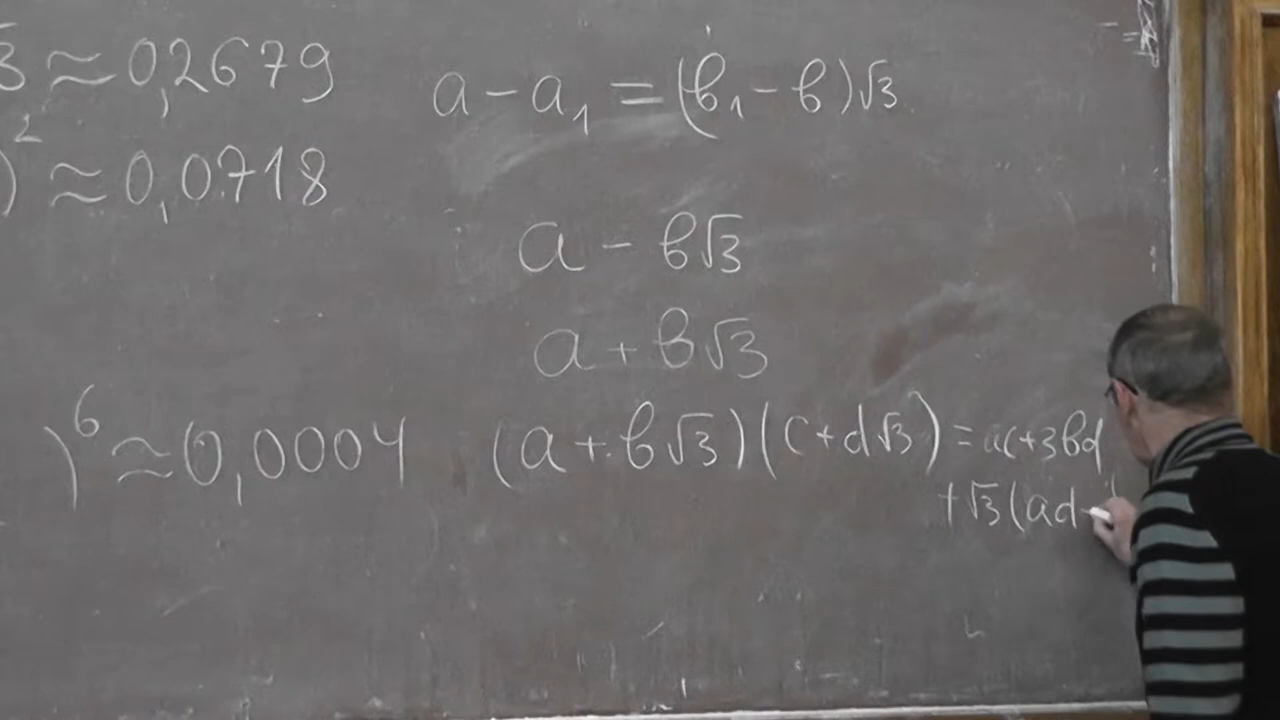 3 ≈ 0,2679
)² ≈ 0,0718
)⁶ ≈ 0,0004
a − a₁ = (b₁ − b)√3
a − b√3
a + b√3
(a + b√3)(c + d√3) = ac + 3bd
+ √3(ad